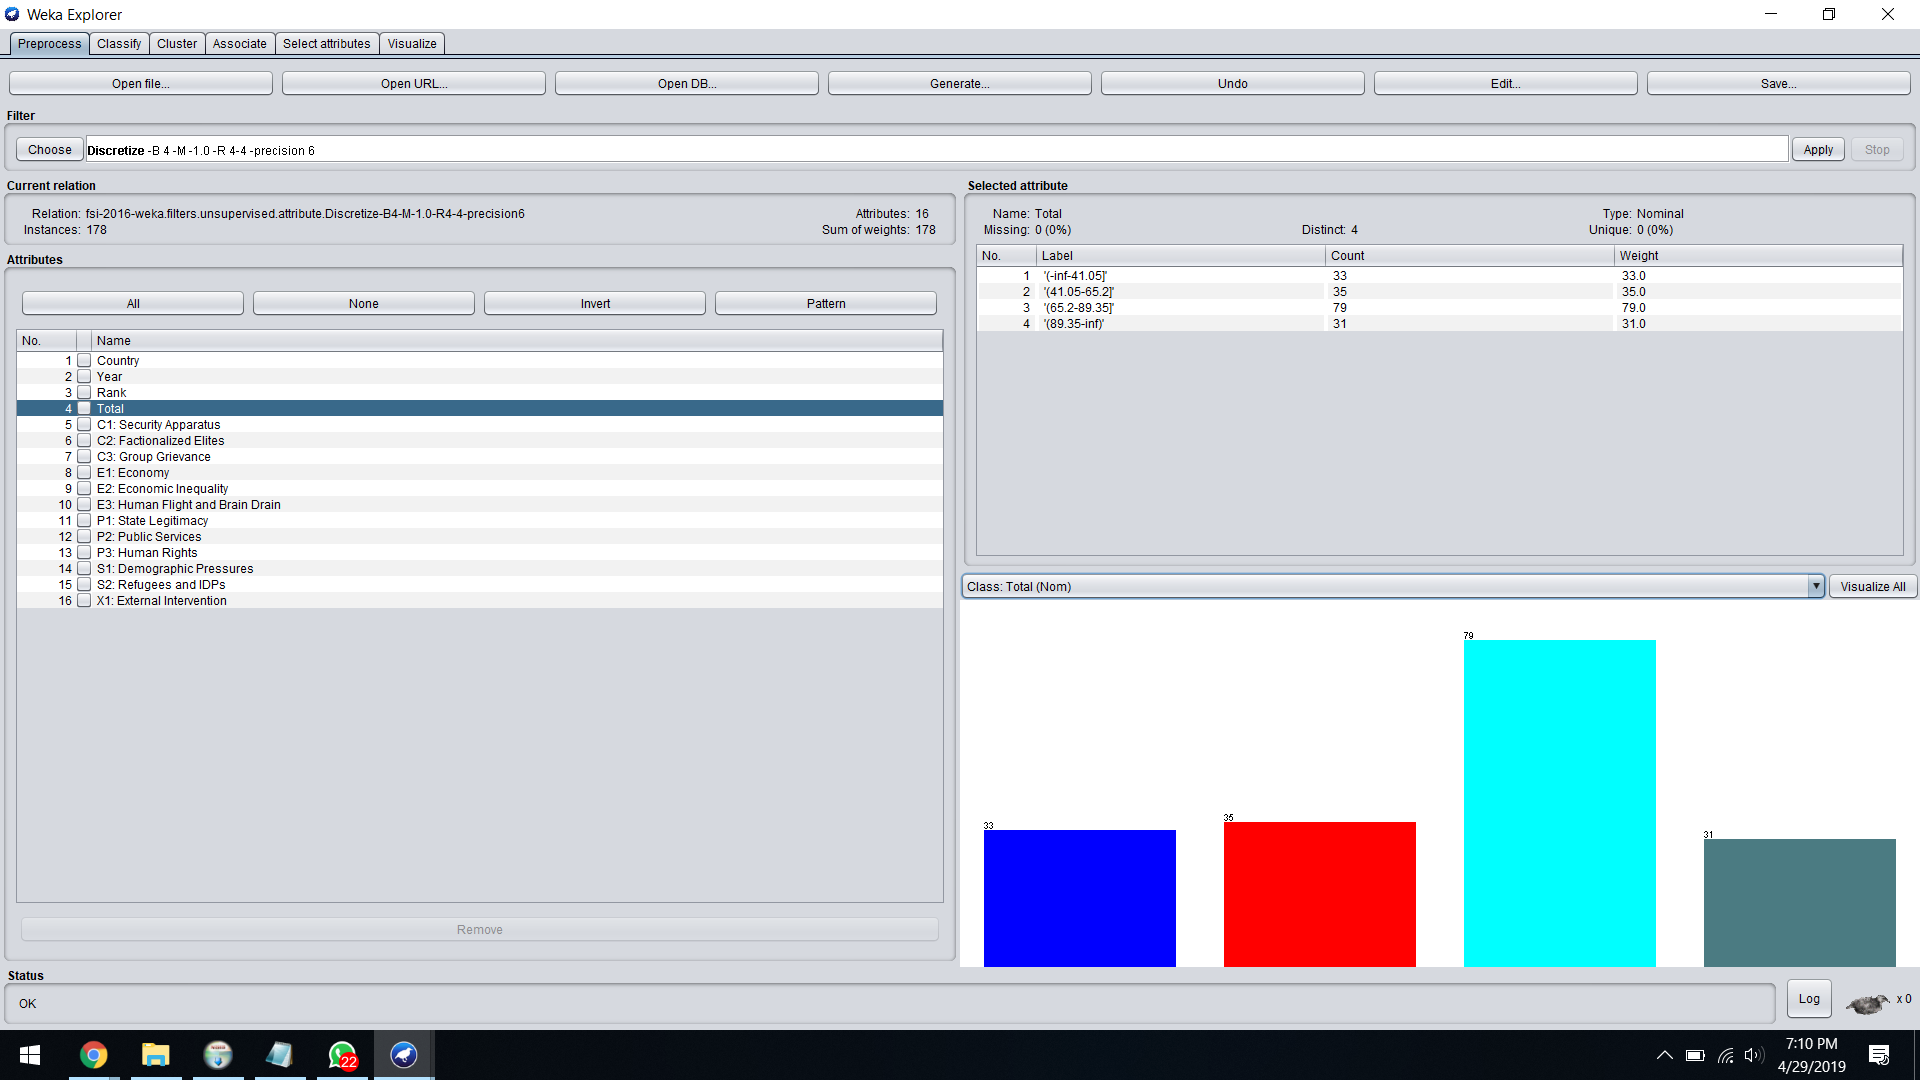 Weka Explorer
Preprocess Classify Cluster Associate Select attributes Visualize
Open file... Open URL... Open DB... Generate... Undo Edit... Save...
Filter
Choose Discretize -B 4 -M -1.0 -R 4-4 -precision 6 Apply Stop
Current relation
Relation: fsi-2016-weka.filters.unsupervised.attribute.Discretize-B4-M-1.0-R4-4-precision6 Attributes: 16
Instances: 178 Sum of weights: 178
Attributes
All None Invert Pattern
No. Name
1 Country
2 Year
3 Rank
4 Total
5 C1: Security Apparatus
6 C2: Factionalized Elites
7 C3: Group Grievance
8 E1: Economy
9 E2: Economic Inequality
10 E3: Human Flight and Brain Drain
11 P1: State Legitimacy
12 P2: Public Services
13 P3: Human Rights
14 S1: Demographic Pressures
15 S2: Refugees and IDPs
16 X1: External Intervention
Remove
Selected attribute
Name: Total Type: Nominal
Missing: 0 (0%) Distinct: 4 Unique: 0 (0%)
No. Label Count Weight
1 '(-inf-41.05]' 33 33.0
2 '(41.05-65.2]' 35 35.0
3 '(65.2-89.35]' 79 79.0
4 '(89.35-inf)' 31 31.0
Class: Total (Nom) Visualize All
33 35 79 31
Status
OK
Log x 0
22
7:10 PM
4/29/2019